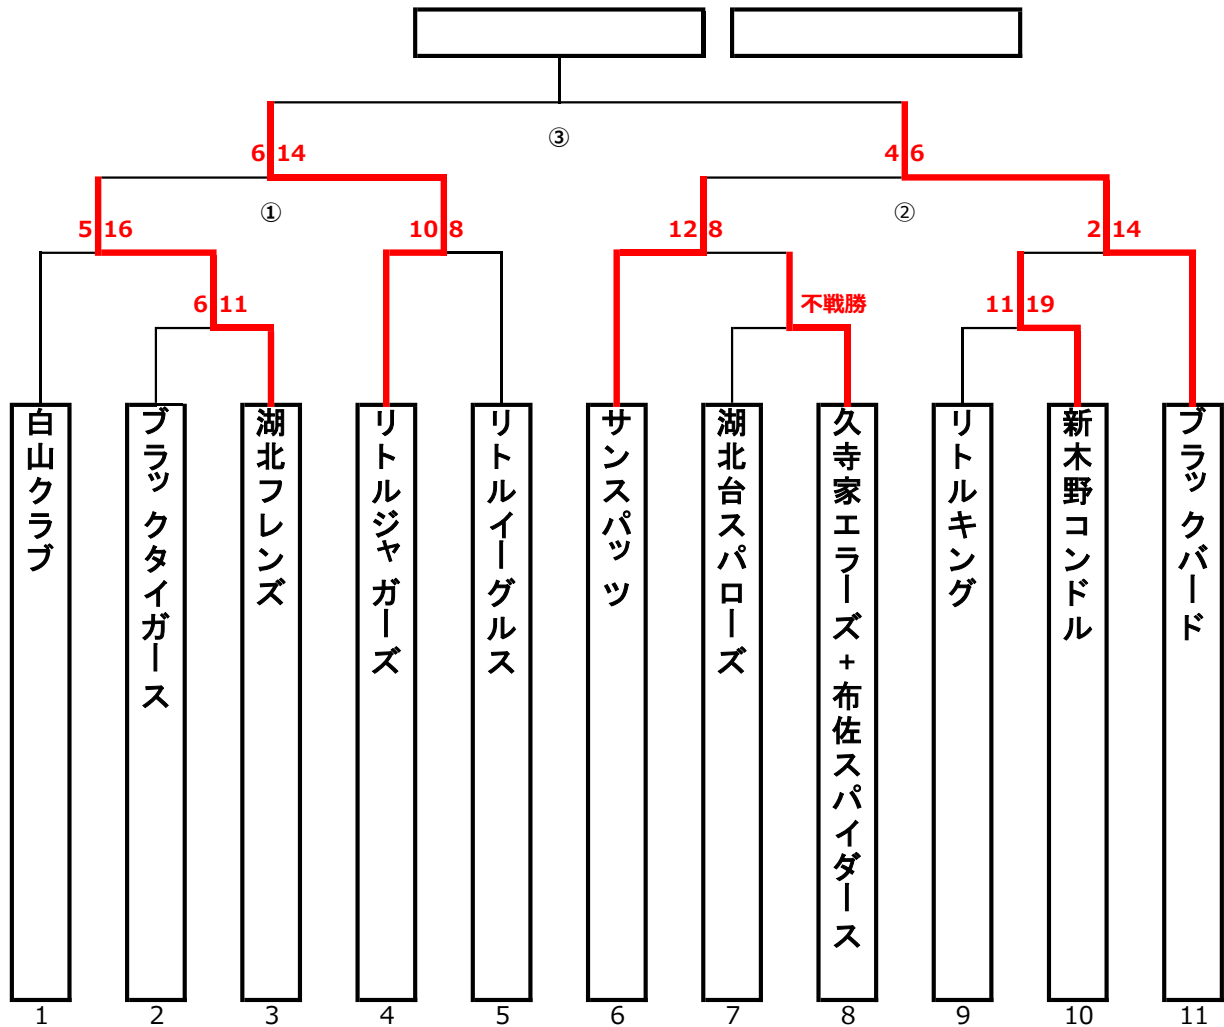 ③
6 14
4 6
①
②
5 16
10 8
12 8
2 14
6 11
不戦勝
11 19
白山クラブ
ブラックタイガース
湖北フレンズ
リトルジャガーズ
リトルイーグルス
サンスパッツ
湖北台スパローズ
久寺家エラーズ+布佐スパイダース
リトルキング
新木野コンドル
ブラックバード
1 2 3 4 5 6 7 8 9 10 11